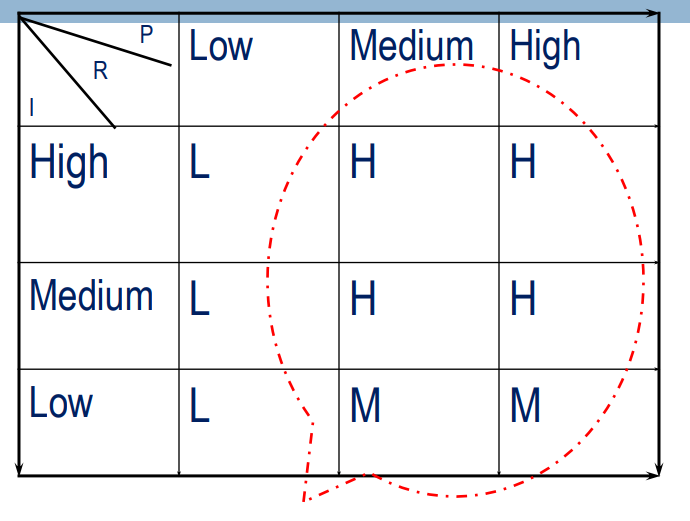 P
R
I
Low Medium High
High L H H
Medium L H H
Low L M M